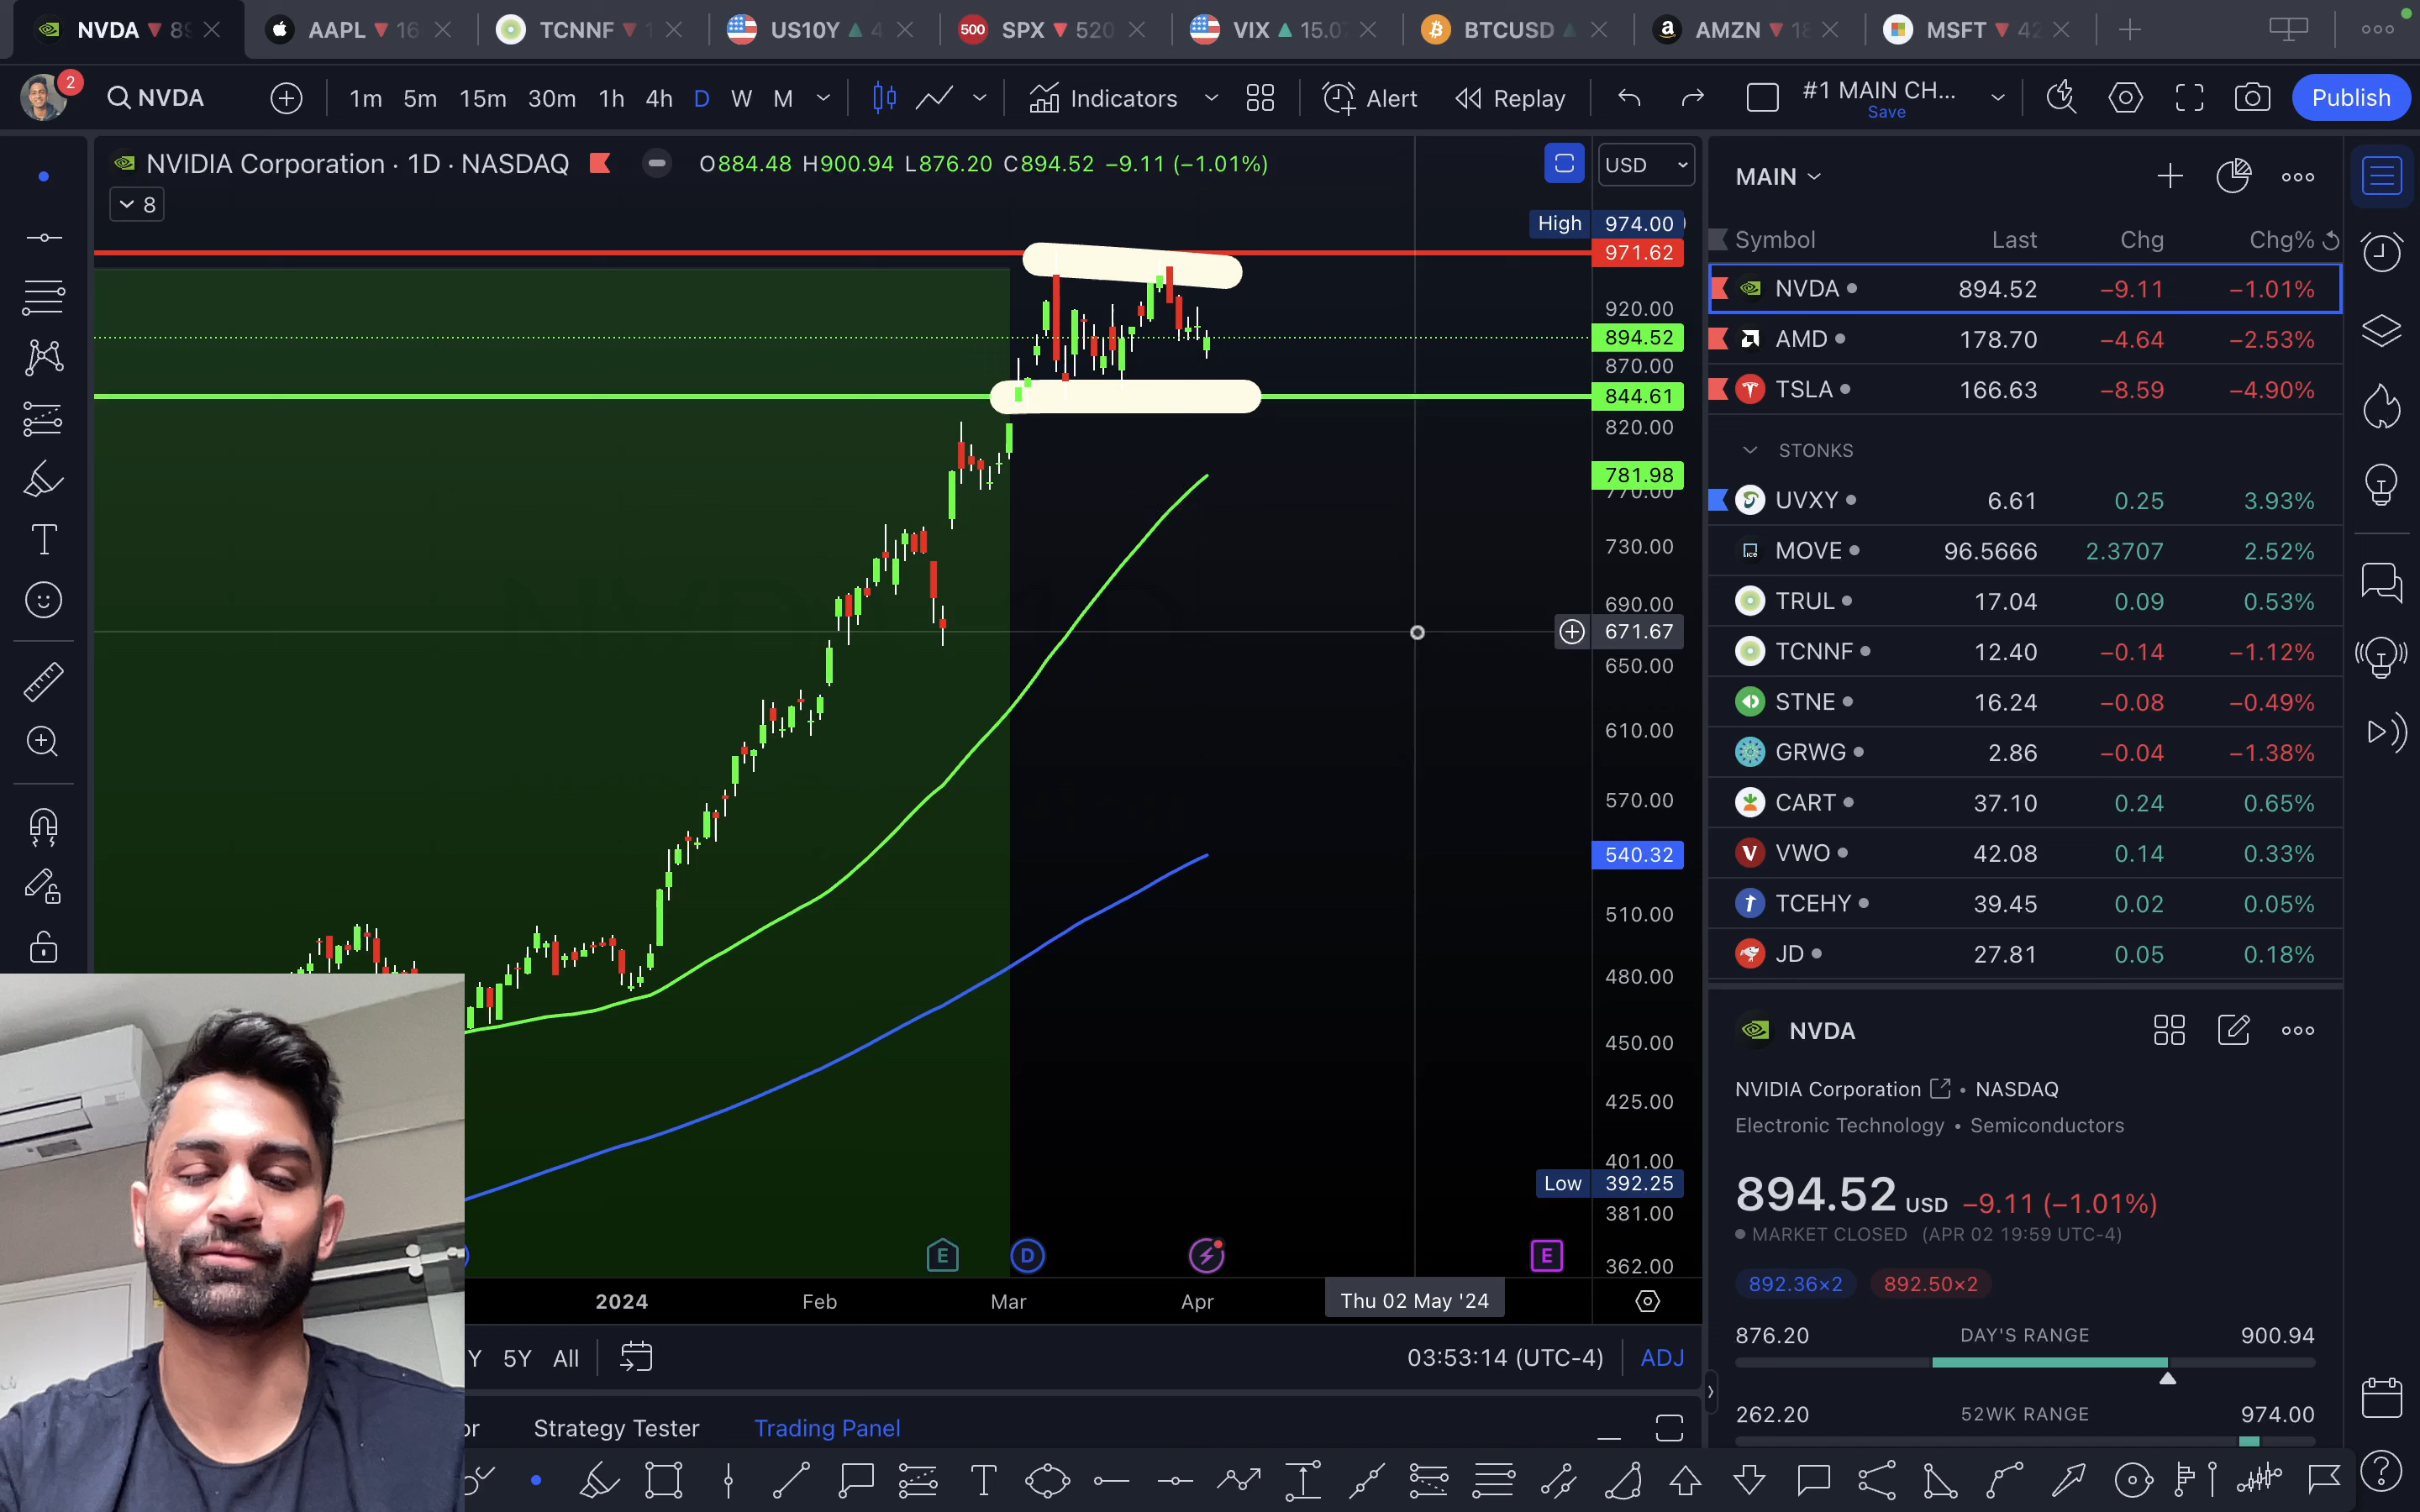 NVDA
AAPL 16
TCNNF 1
US10Y 4
SPX 520
VIX 15.0
BTCUSD
AMZN 18
MSFT 42
2
NVDA
1m 5m 15m 30m 1h 4h D W M
Indicators
Alert
Replay
#1 MAIN CH...
Save
Publish
NVIDIA Corporation · 1D · NASDAQ
O884.48 H900.94 L876.20 C894.52 −9.11 (−1.01%)
8
USD
High 974.00
971.62
920.00
894.52
870.00
844.61
820.00
781.98
770.00
730.00
690.00
671.67
650.00
610.00
570.00
540.32
510.00
480.00
450.00
425.00
401.00
Low 392.25
381.00
362.00
E
D
E
2024 Feb Mar Apr
Thu 02 May '24
Y 5Y All
03:53:14 (UTC-4)
ADJ
Strategy Tester
Trading Panel
MAIN
Symbol Last Chg Chg%
NVDA 894.52 −9.11 −1.01%
AMD 178.70 −4.64 −2.53%
TSLA 166.63 −8.59 −4.90%
STONKS
UVXY 6.61 0.25 3.93%
MOVE 96.5666 2.3707 2.52%
TRUL 17.04 0.09 0.53%
TCNNF 12.40 −0.14 −1.12%
STNE 16.24 −0.08 −0.49%
GRWG 2.86 −0.04 −1.38%
CART 37.10 0.24 0.65%
VWO 42.08 0.14 0.33%
TCEHY 39.45 0.02 0.05%
JD 27.81 0.05 0.18%
NVDA
NVIDIA Corporation • NASDAQ
Electronic Technology • Semiconductors
894.52 USD −9.11 (−1.01%)
MARKET CLOSED (APR 02 19:59 UTC-4)
892.36×2 892.50×2
876.20 DAY'S RANGE 900.94
262.20 52WK RANGE 974.00